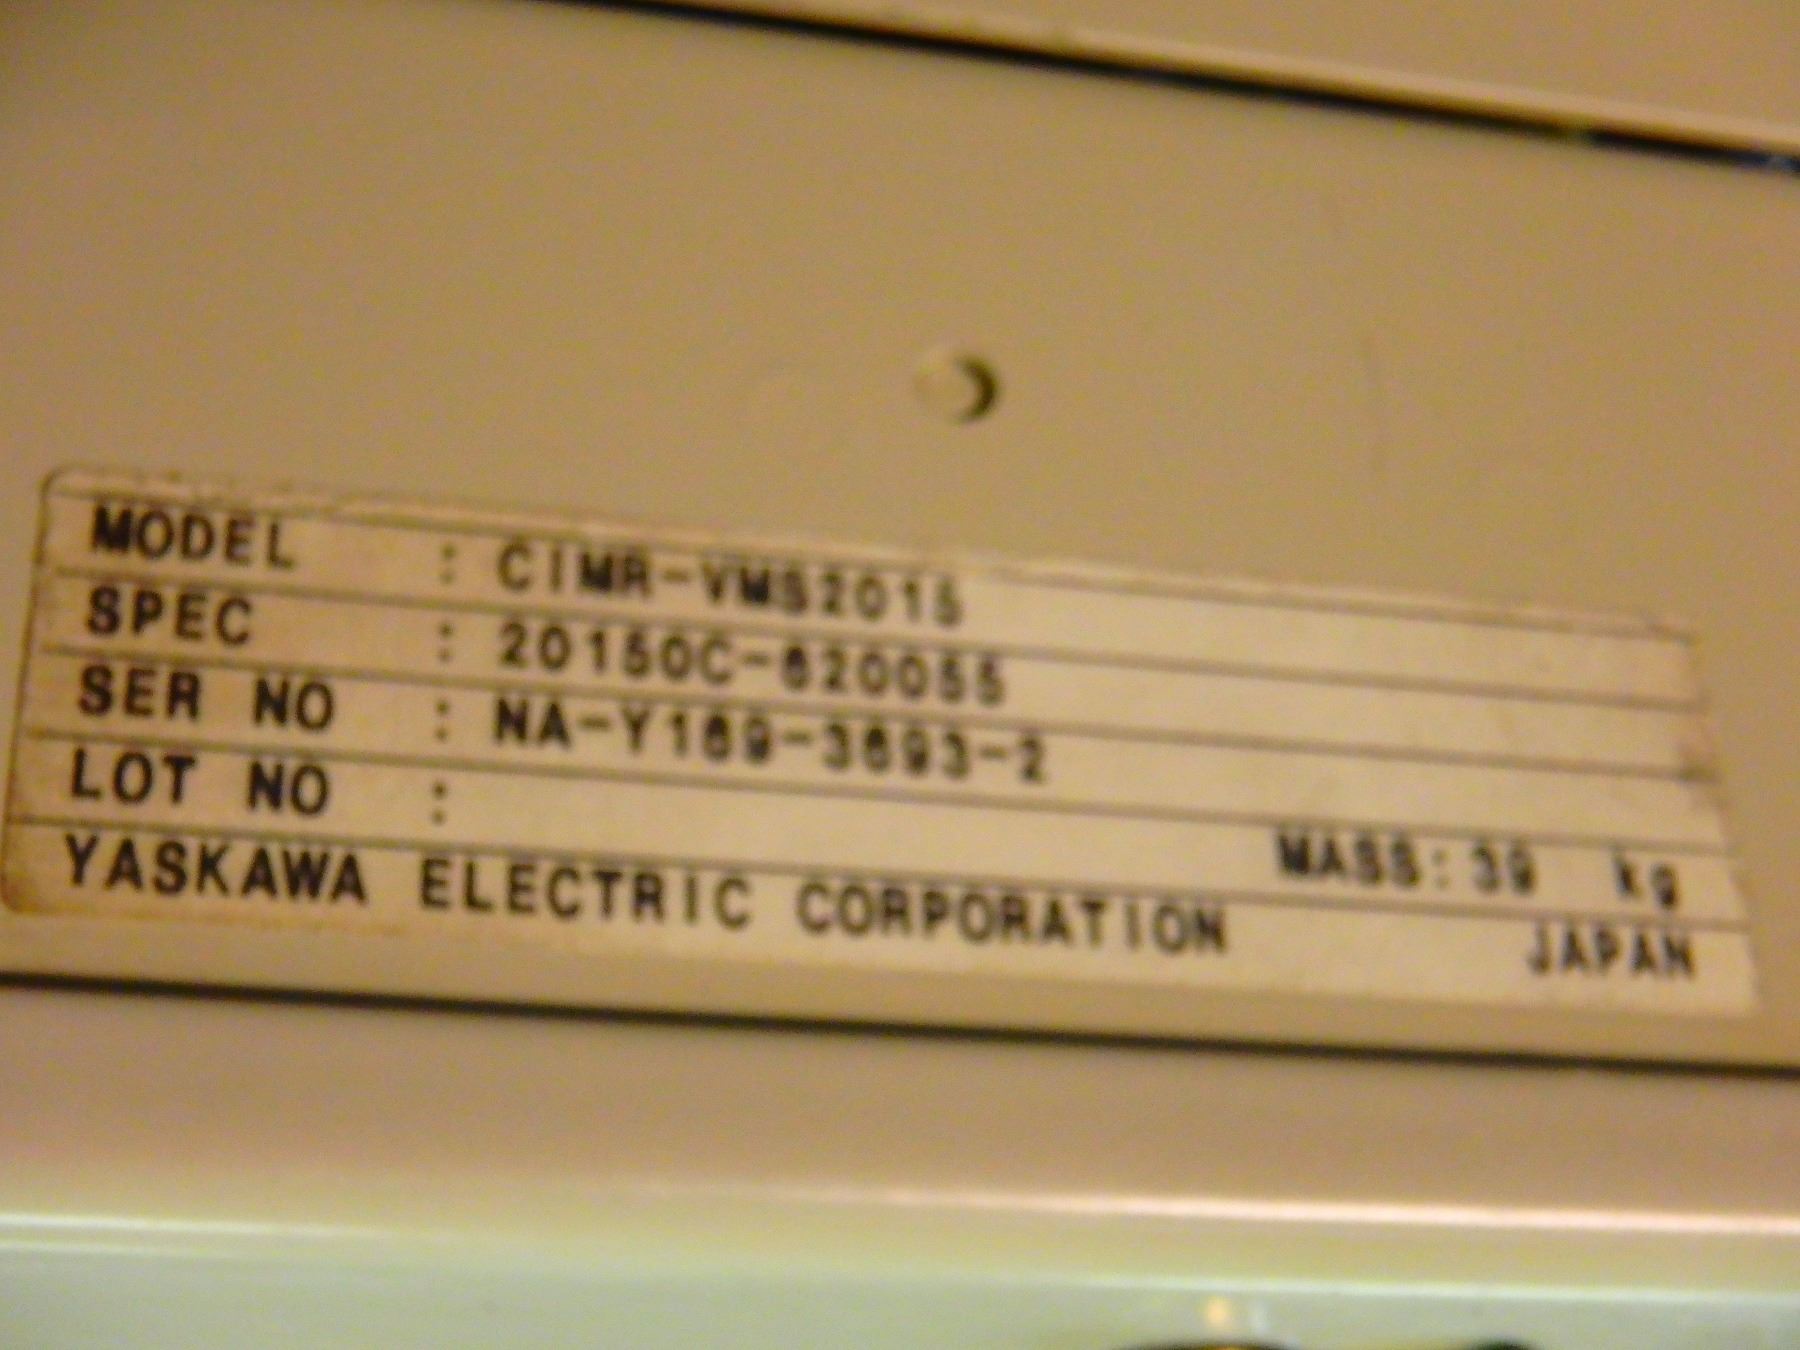 MODEL : CIMR-VMS2015
SPEC : 20150C-620055
SER NO : NA-Y169-3693-2
LOT NO :
MASS: 39 kg
YASKAWA ELECTRIC CORPORATION JAPAN